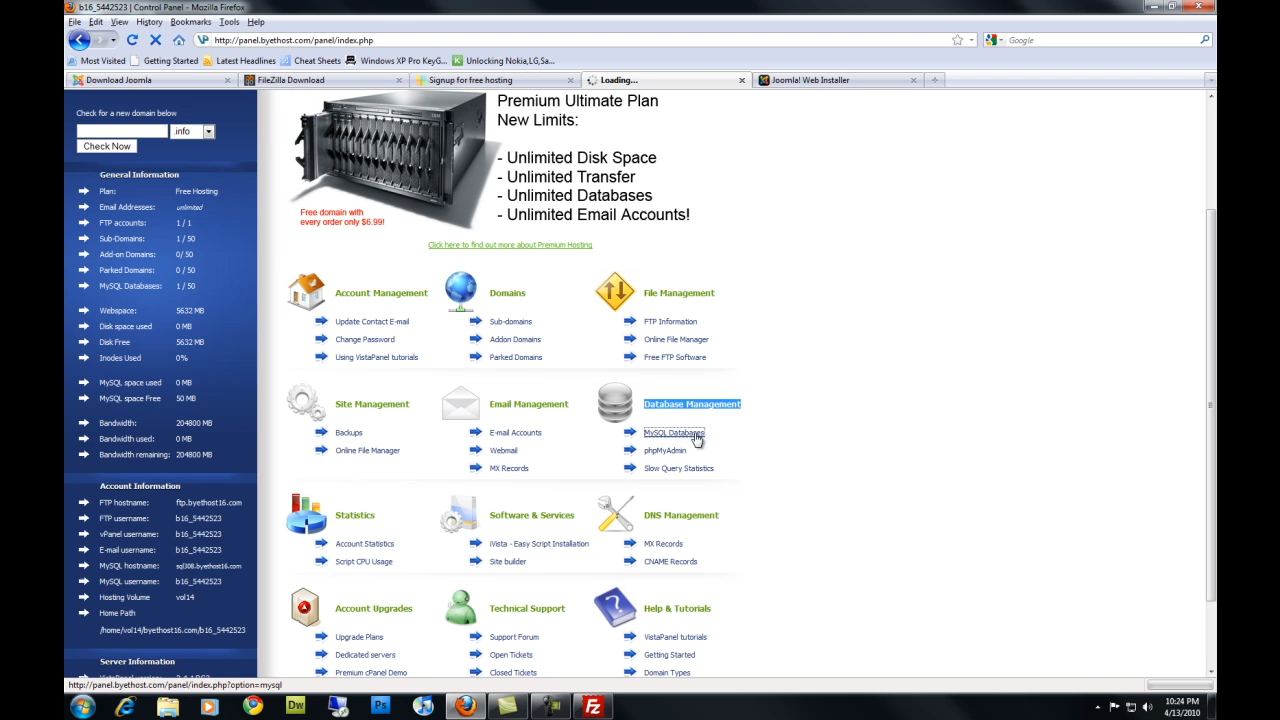 b16_5442523 | Control Panel - Mozilla Firefox
File Edit View History Bookmarks Tools Help
http://panel.byethost.com/panel/index.php
Google
Most Visited Getting Started Latest Headlines Cheat Sheets Windows XP Pro KeyG... Unlocking Nokia,LG,Sa...
Download Joomla
FileZilla Download
Signup for free hosting
Loading...
Joomla! Web Installer
Check for a new domain below
.info
Check Now
General Information
Plan: Free Hosting
Email Addresses: unlimited
FTP accounts: 1 / 1
Sub-Domains: 1 / 50
Add-on Domains: 0/ 50
Parked Domains: 0 / 50
MySQL Databases: 1 / 50
Webspace: 5632 MB
Disk space used 0 MB
Disk Free 5632 MB
Inodes Used 0%
MySQL space used 0 MB
MySQL space Free 50 MB
Bandwidth: 204800 MB
Bandwidth used: 0 MB
Bandwidth remaining: 204800 MB
Account Information
FTP hostname: ftp.byethost16.com
FTP username: b16_5442523
vPanel username: b16_5442523
E-mail username: b16_5442523
MySQL hostname: sql308.byethost16.com
MySQL username: b16_5442523
Hosting Volume vol14
Home Path
/home/vol14/byethost16.com/b16_5442523
Server Information
Premium Ultimate Plan
New Limits:
- Unlimited Disk Space
- Unlimited Transfer
- Unlimited Databases
- Unlimited Email Accounts!
IBM
Free domain with
every order only $6.99!
Click here to find out more about Premium Hosting
Account Management
Update Contact E-mail
Change Password
Using VistaPanel tutorials
Domains
Sub-domains
Addon Domains
Parked Domains
File Management
FTP Information
Online File Manager
Free FTP Software
Site Management
Backups
Online File Manager
Email Management
E-mail Accounts
Webmail
MX Records
Database Management
MySQL Databases
phpMyAdmin
Slow Query Statistics
Statistics
Account Statistics
Script CPU Usage
Software & Services
iVista - Easy Script Installation
Site builder
DNS Management
MX Records
CNAME Records
Account Upgrades
Upgrade Plans
Dedicated servers
Premium cPanel Demo
Technical Support
Support Forum
Open Tickets
Closed Tickets
Help & Tutorials
VistaPanel tutorials
Getting Started
Domain Types
http://panel.byethost.com/panel/index.php?option=mysql
Dw
Ps
Fz
10:24 PM
4/13/2010